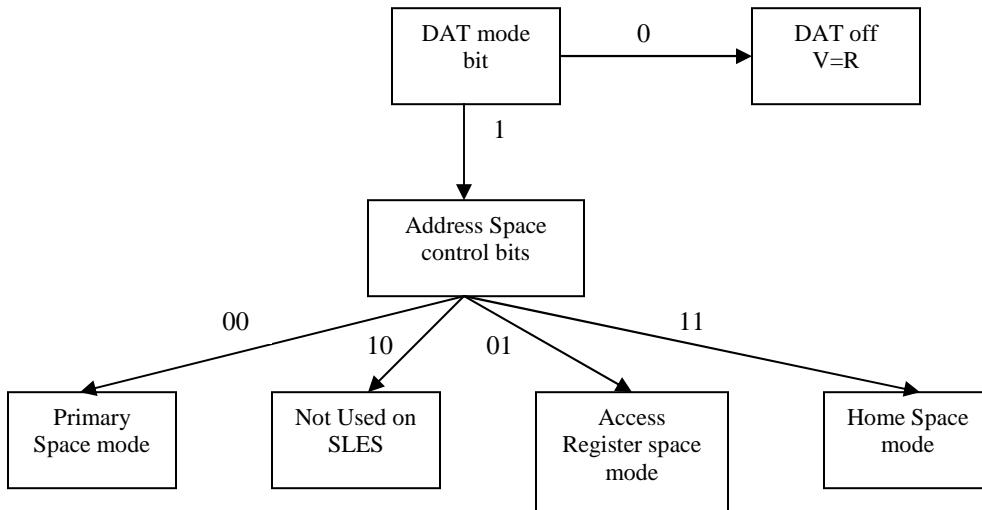 DAT mode
bit
0
DAT off
V=R
1
Address Space
control bits
00
10
01
11
Primary
Space mode
Not Used on
SLES
Access
Register space
mode
Home Space
mode